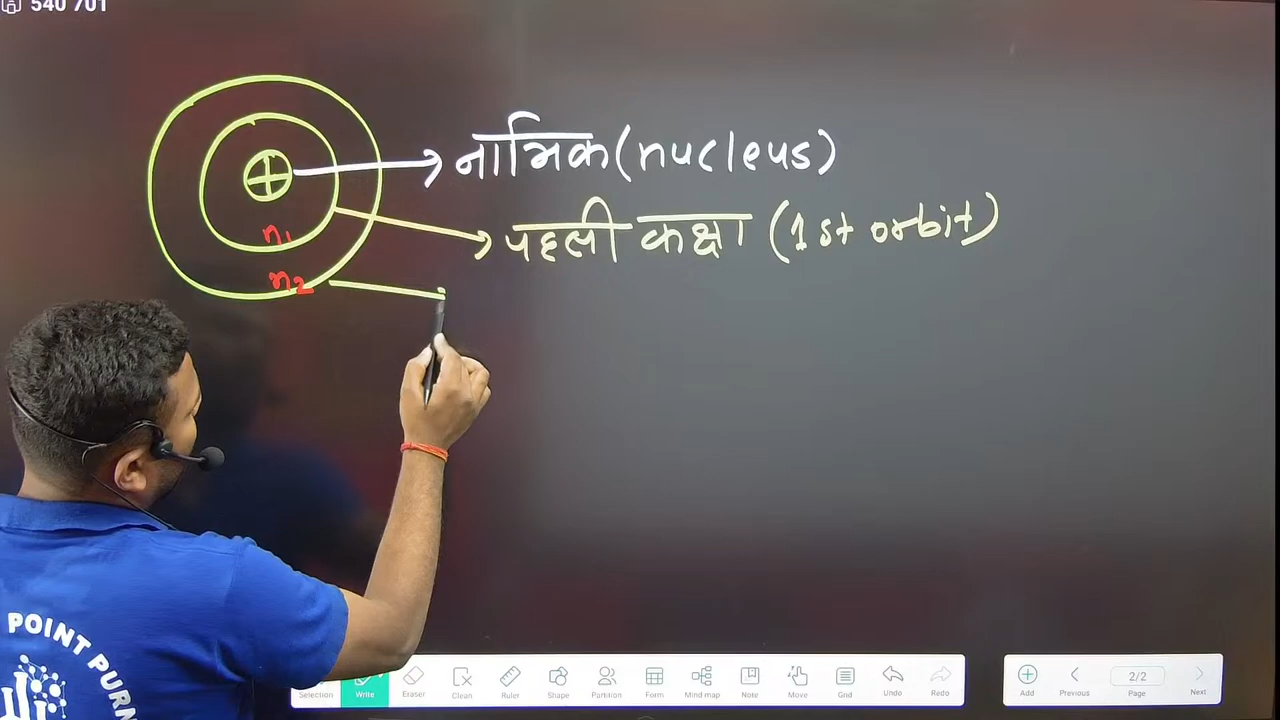 540 701
नाभिक (nucleus)
पहली कक्षा (1st orbit)
n1
n2
POINT PURN
Selection Write Eraser Clean Ruler Shape Partition Form Mind map Note Move Grid Undo Redo
Add Previous 2/2 Page Next